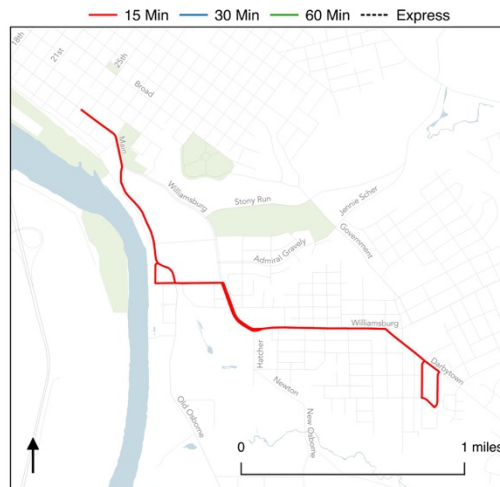 15 Min 30 Min 60 Min Express
18th
21st
25th
Broad
Main
Williamsburg
Stony Run
Jennie Scher
Government
Admiral Gravely
Williamsburg
Hatcher
Darbytown
Newton
Old Osborne
New Osborne
0 1 miles